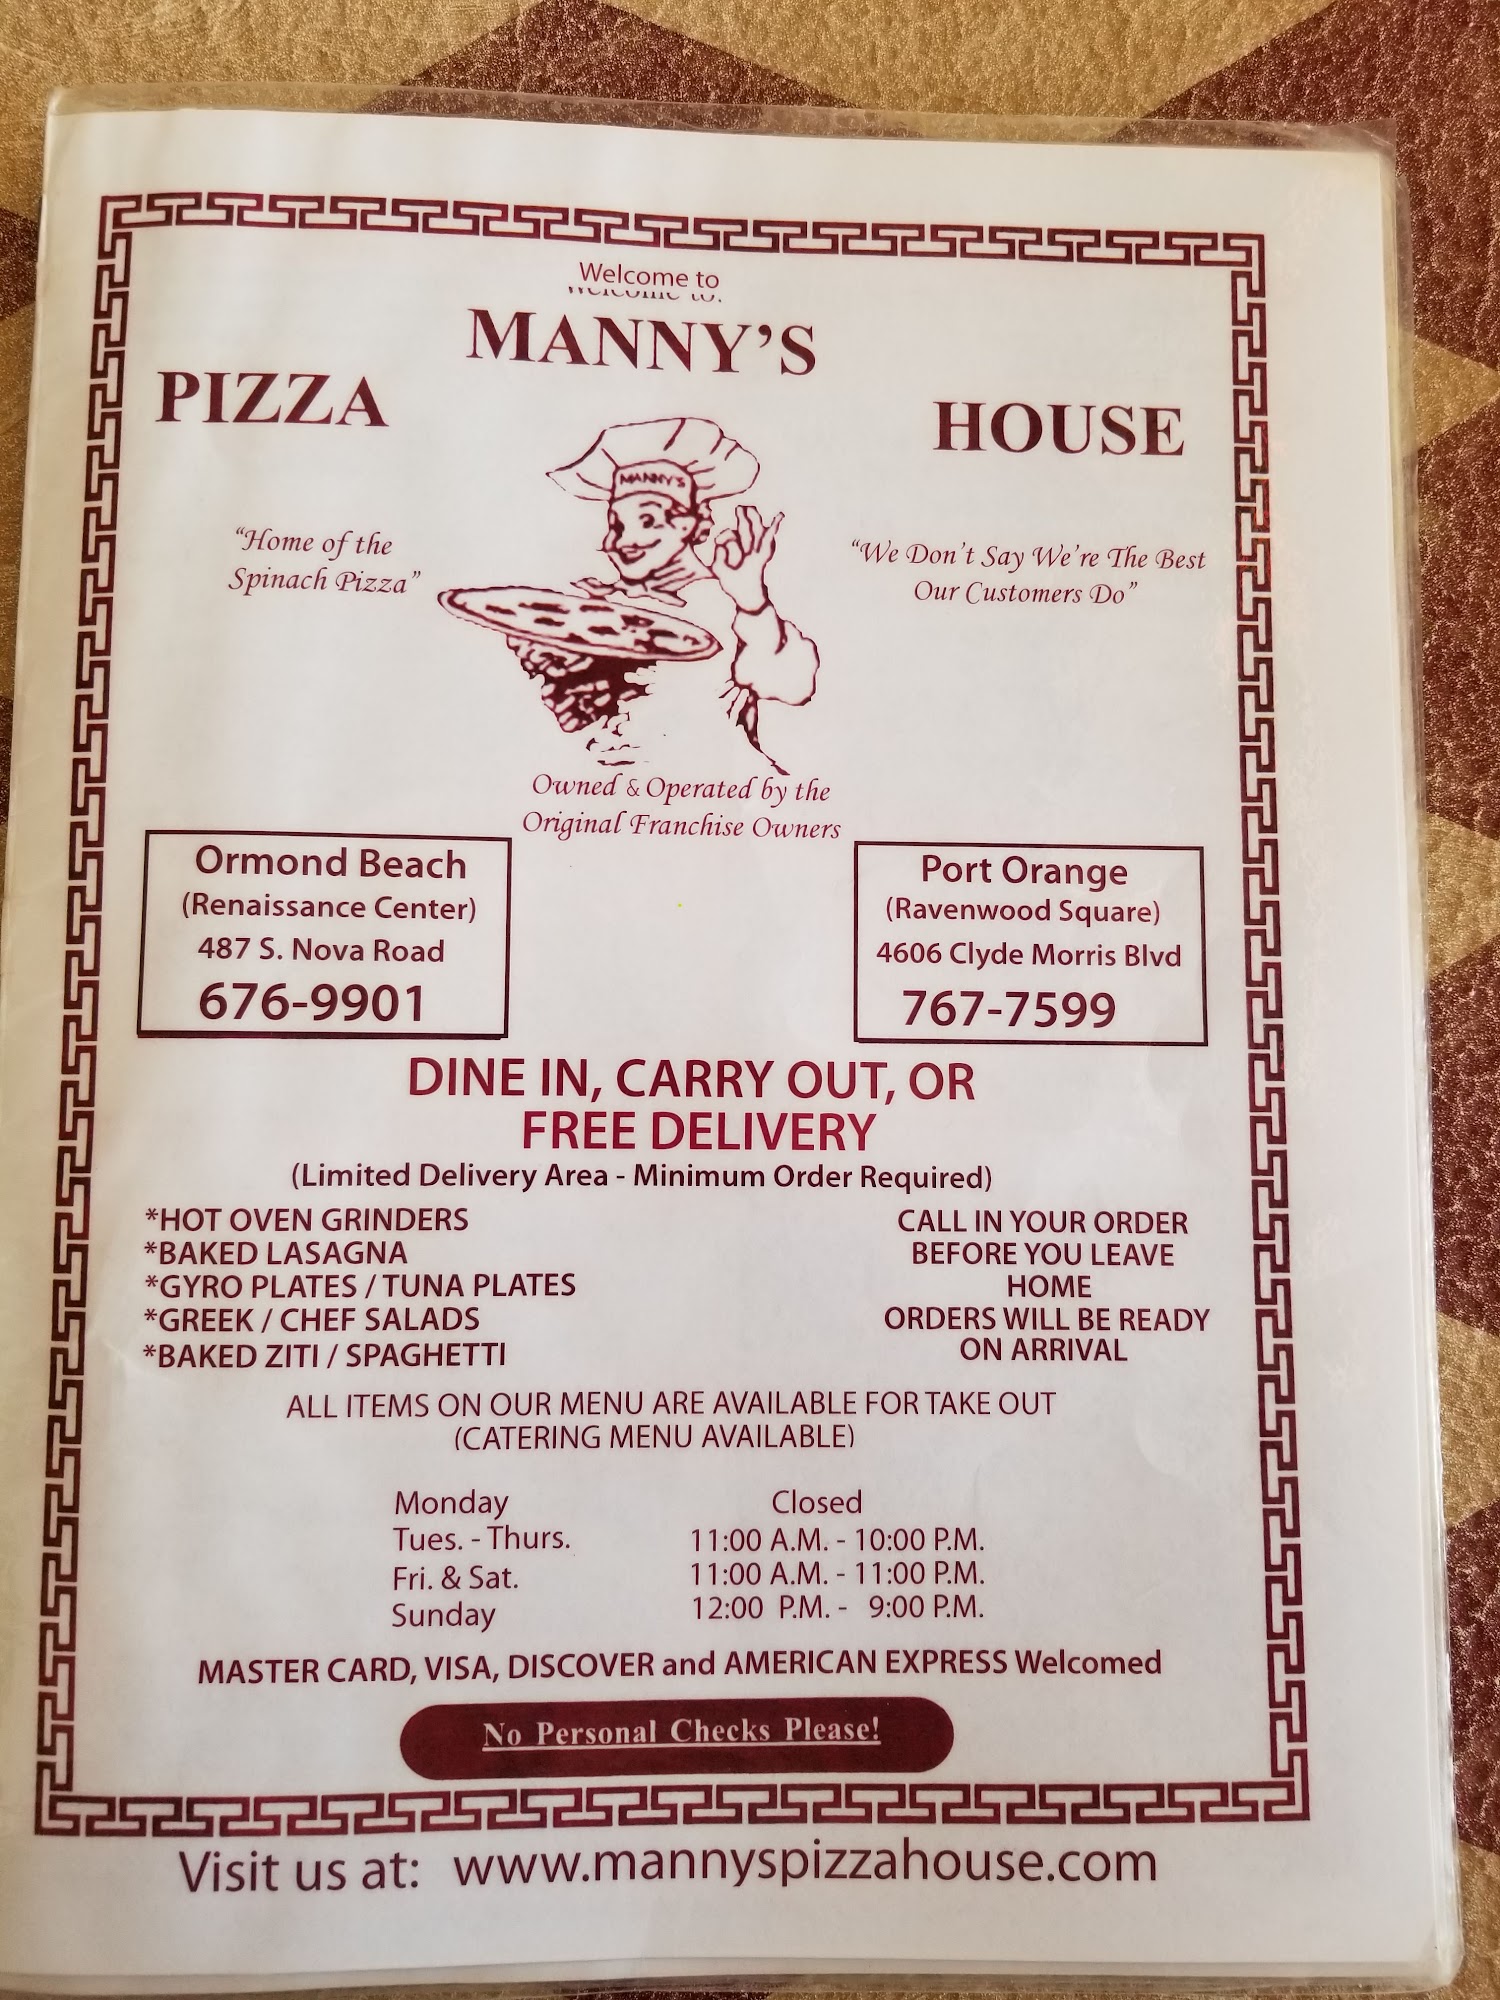 Welcome to
MANNY'S
PIZZA HOUSE
MANNY'S
"Home of the
Spinach Pizza"
"We Don't Say We're The Best
Our Customers Do"
Owned & Operated by the
Original Franchise Owners
Ormond Beach
(Renaissance Center)
487 S. Nova Road
676-9901
Port Orange
(Ravenwood Square)
4606 Clyde Morris Blvd
767-7599
DINE IN, CARRY OUT, OR
FREE DELIVERY
(Limited Delivery Area - Minimum Order Required)
*HOT OVEN GRINDERS
*BAKED LASAGNA
*GYRO PLATES / TUNA PLATES
*GREEK / CHEF SALADS
*BAKED ZITI / SPAGHETTI
CALL IN YOUR ORDER
BEFORE YOU LEAVE
HOME
ORDERS WILL BE READY
ON ARRIVAL
ALL ITEMS ON OUR MENU ARE AVAILABLE FOR TAKE OUT
(CATERING MENU AVAILABLE)
Monday Closed
Tues. - Thurs. 11:00 A.M. - 10:00 P.M.
Fri. & Sat. 11:00 A.M. - 11:00 P.M.
Sunday 12:00 P.M. - 9:00 P.M.
MASTER CARD, VISA, DISCOVER and AMERICAN EXPRESS Welcomed
No Personal Checks Please!
Visit us at: www.mannyspizzahouse.com